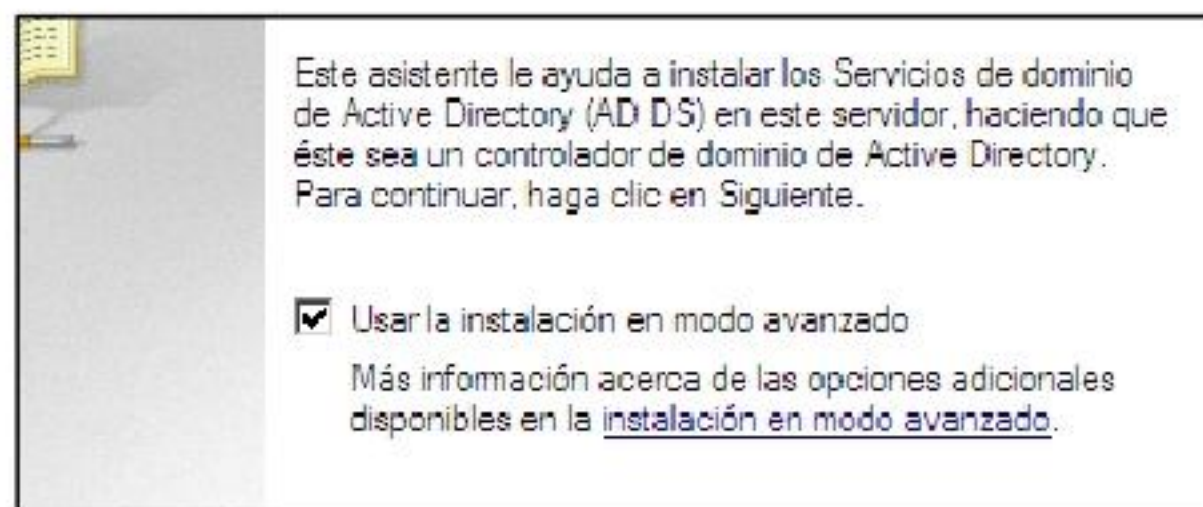 Este asistente le ayuda a instalar los Servicios de dominio
de Active Directory (AD DS) en este servidor, haciendo que
éste sea un controlador de dominio de Active Directory.
Para continuar, haga clic en Siguiente.
Usar la instalación en modo avanzado
Más información acerca de las opciones adicionales
disponibles en la instalación en modo avanzado.